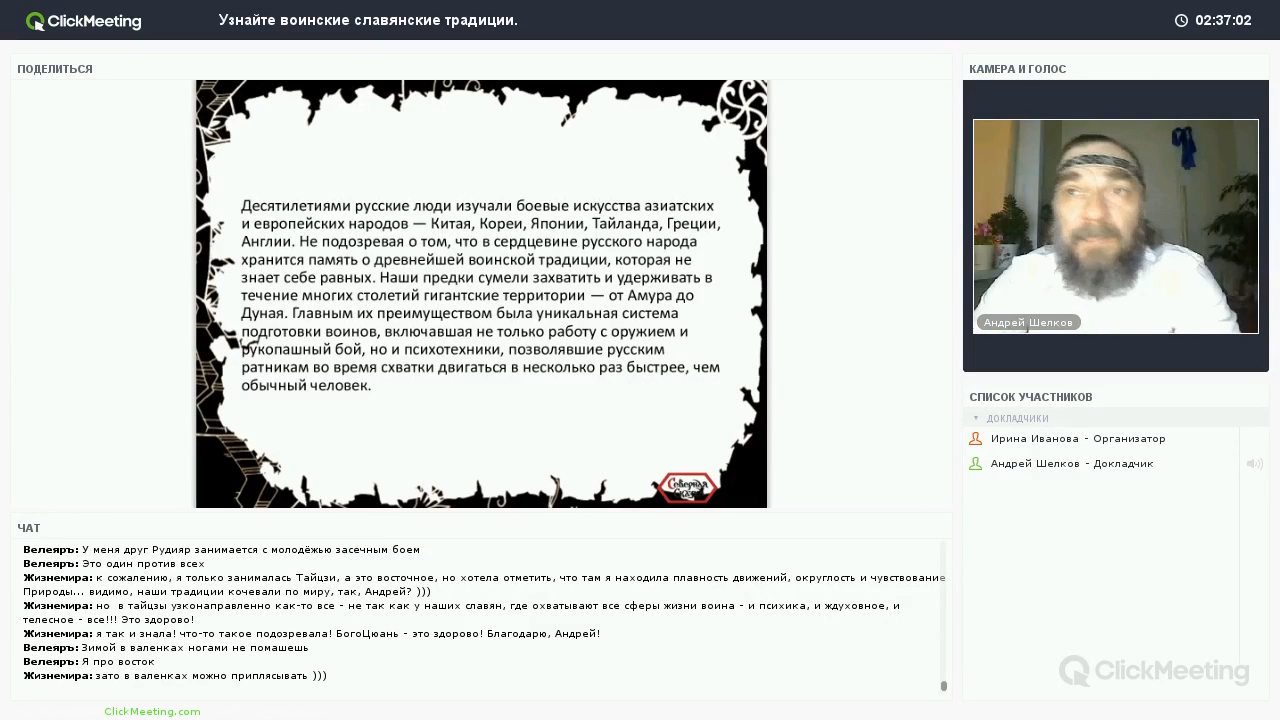 ClickMeeting
Узнайте воинские славянские традиции.
02:37:02
ПОДЕЛИТЬСЯ
Десятилетиями русские люди изучали боевые искусства азиатских
и европейских народов — Китая, Кореи, Японии, Тайланда, Греции,
Англии. Не подозревая о том, что в сердцевине русского народа
хранится память о древнейшей воинской традиции, которая не
знает себе равных. Наши предки сумели захватить и удерживать в
течение многих столетий гигантские территории — от Амура до
Дуная. Главным их преимуществом была уникальная система
подготовки воинов, включавшая не только работу с оружием и
рукопашный бой, но и психотехники, позволявшие русским
ратникам во время схватки двигаться в несколько раз быстрее, чем
обычный человек.
Северная
КАМЕРА И ГОЛОС
Андрей Шелков
СПИСОК УЧАСТНИКОВ
ДОКЛАДЧИКИ
Ирина Иванова - Организатор
Андрей Шелков - Докладчик
ЧАТ
Велеяръ: У меня друг Рудияр занимается с молодёжью засечным боем
Велеяръ: Это один против всех
Жизнемира: к сожалению, я только занималась Тайцзи, а это восточное, но хотела отметить, что там я находила плавность движений, округлость и чувствование
Природы... видимо, наши традиции кочевали по миру, так, Андрей? )))
Жизнемира: но в тайцзы узконаправленно как-то все - не так как у наших славян, где охватывают все сферы жизни воина - и психика, и ждуховное, и
телесное - все!!! Это здорово!
Жизнемира: я так и знала! что-то такое подозревала! БогоЦюань - это здорово! Благодарю, Андрей!
Велеяръ: Зимой в валенках ногами не помашешь
Велеяръ: Я про восток
Жизнемира: зато в валенках можно приплясывать )))
ClickMeeting
ClickMeeting.com